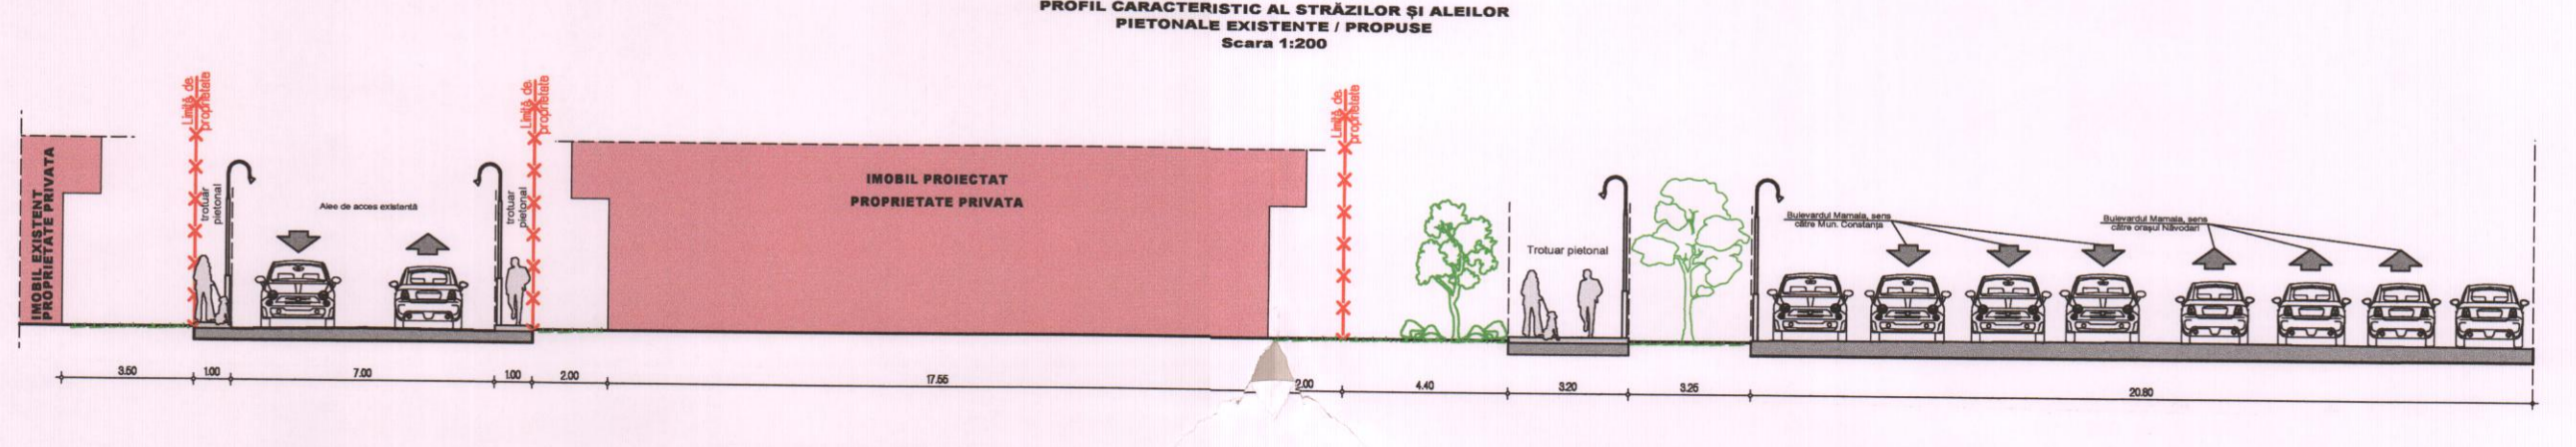 PROFIL CARACTERISTIC AL STRĂZILOR ȘI ALEILOR
PIETONALE EXISTENTE / PROPUSE
Scara 1:200
Limită de
proprietate
Limită de
proprietate
Limită de
proprietate
IMOBIL EXISTENT
PROPRIETATE PRIVATA
trotuar
pietonal
Alee de acces existentă
trotuar
pietonal
IMOBIL PROIECTAT
PROPRIETATE PRIVATA
Trotuar pietonal
Bulevardul Mamaia, sens
către Mun. Constanța
Bulevardul Mamaia, sens
către orașul Năvodari
3.50 1.00 7.00 1.00 2.00 17.55 2.00 4.40 3.20 3.25 20.80